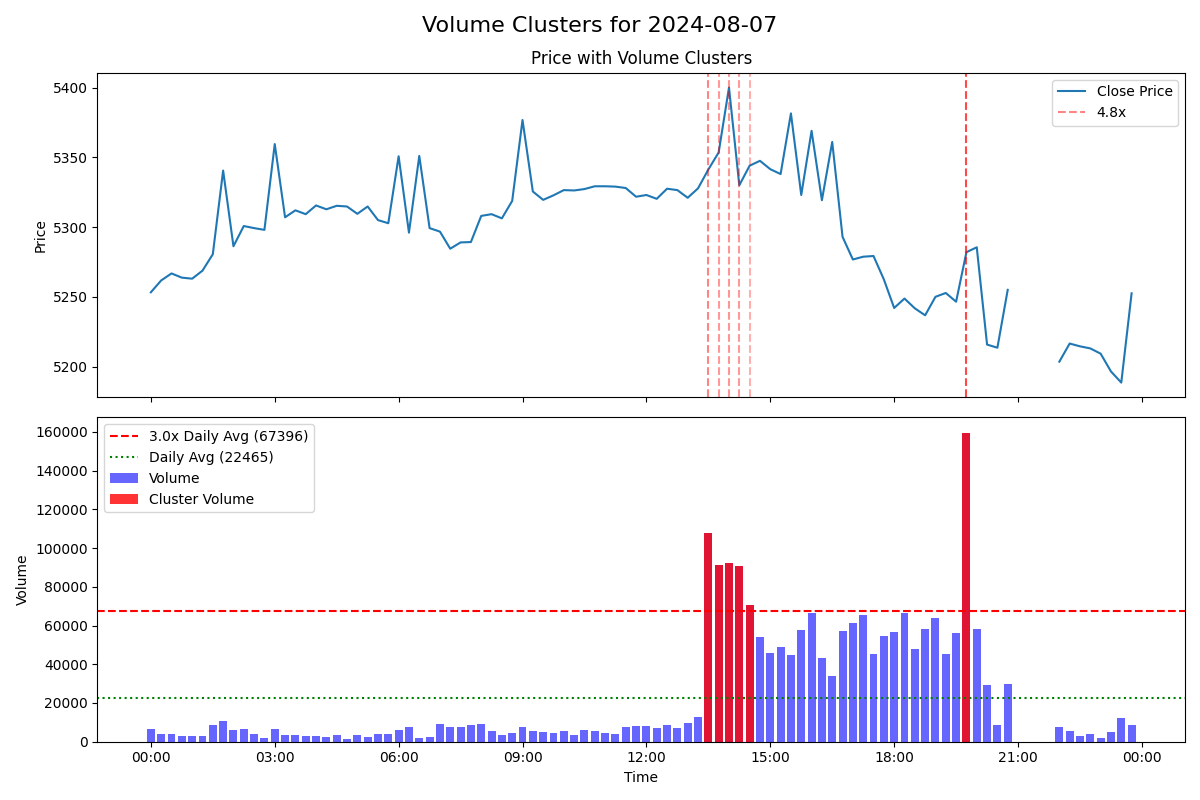 Volume Clusters for 2024-08-07
Price with Volume Clusters
Price
5400
5350
5300
5250
5200
Close Price
4.8x
Volume
160000
140000
120000
100000
80000
60000
40000
20000
0
3.0x Daily Avg (67396)
Daily Avg (22465)
Volume
Cluster Volume
00:00 03:00 06:00 09:00 12:00 15:00 18:00 21:00 00:00
Time